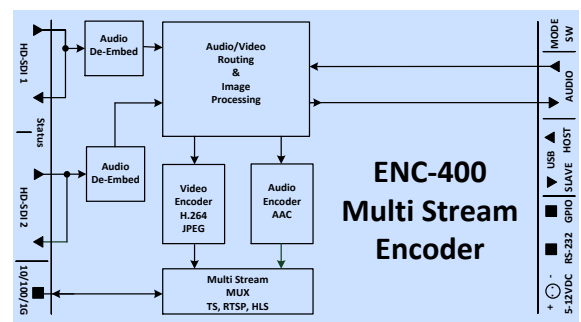 HD-SDI 1
Status
HD-SDI 2
10/100/1G
Audio
De-Embed
Audio
De-Embed
Audio/Video
Routing
&
Image
Processing
Video
Encoder
H.264
JPEG
Audio
Encoder
AAC
Multi Stream
MUX
TS, RTSP, HLS
ENC-400
Multi Stream
Encoder
MODE
SW
AUDIO
USB
SLAVE HOST
RS-232 GPIO
+ -
5-12VDC